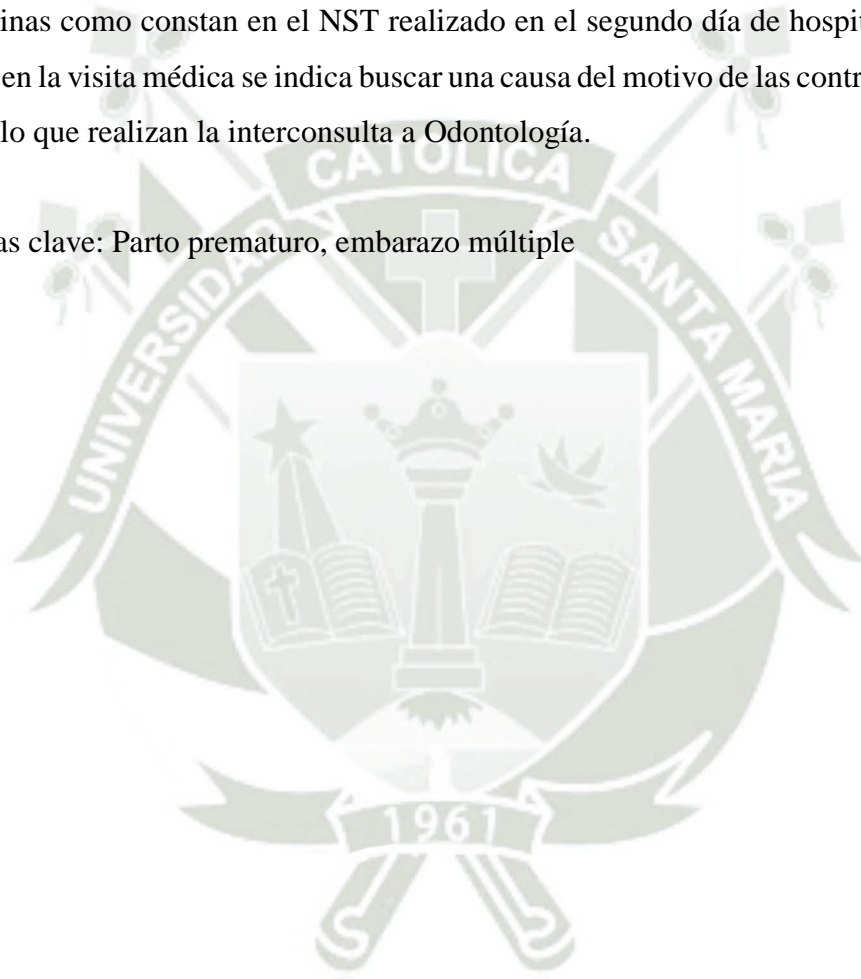 inas como constan en el NST realizado en el segundo día de hospit
en la visita médica se indica buscar una causa del motivo de las contr
lo que realizan la interconsulta a Odontología.
as clave: Parto prematuro, embarazo múltiple
UNIVERSIDAD CATOLICA SANTA MARIA
1961